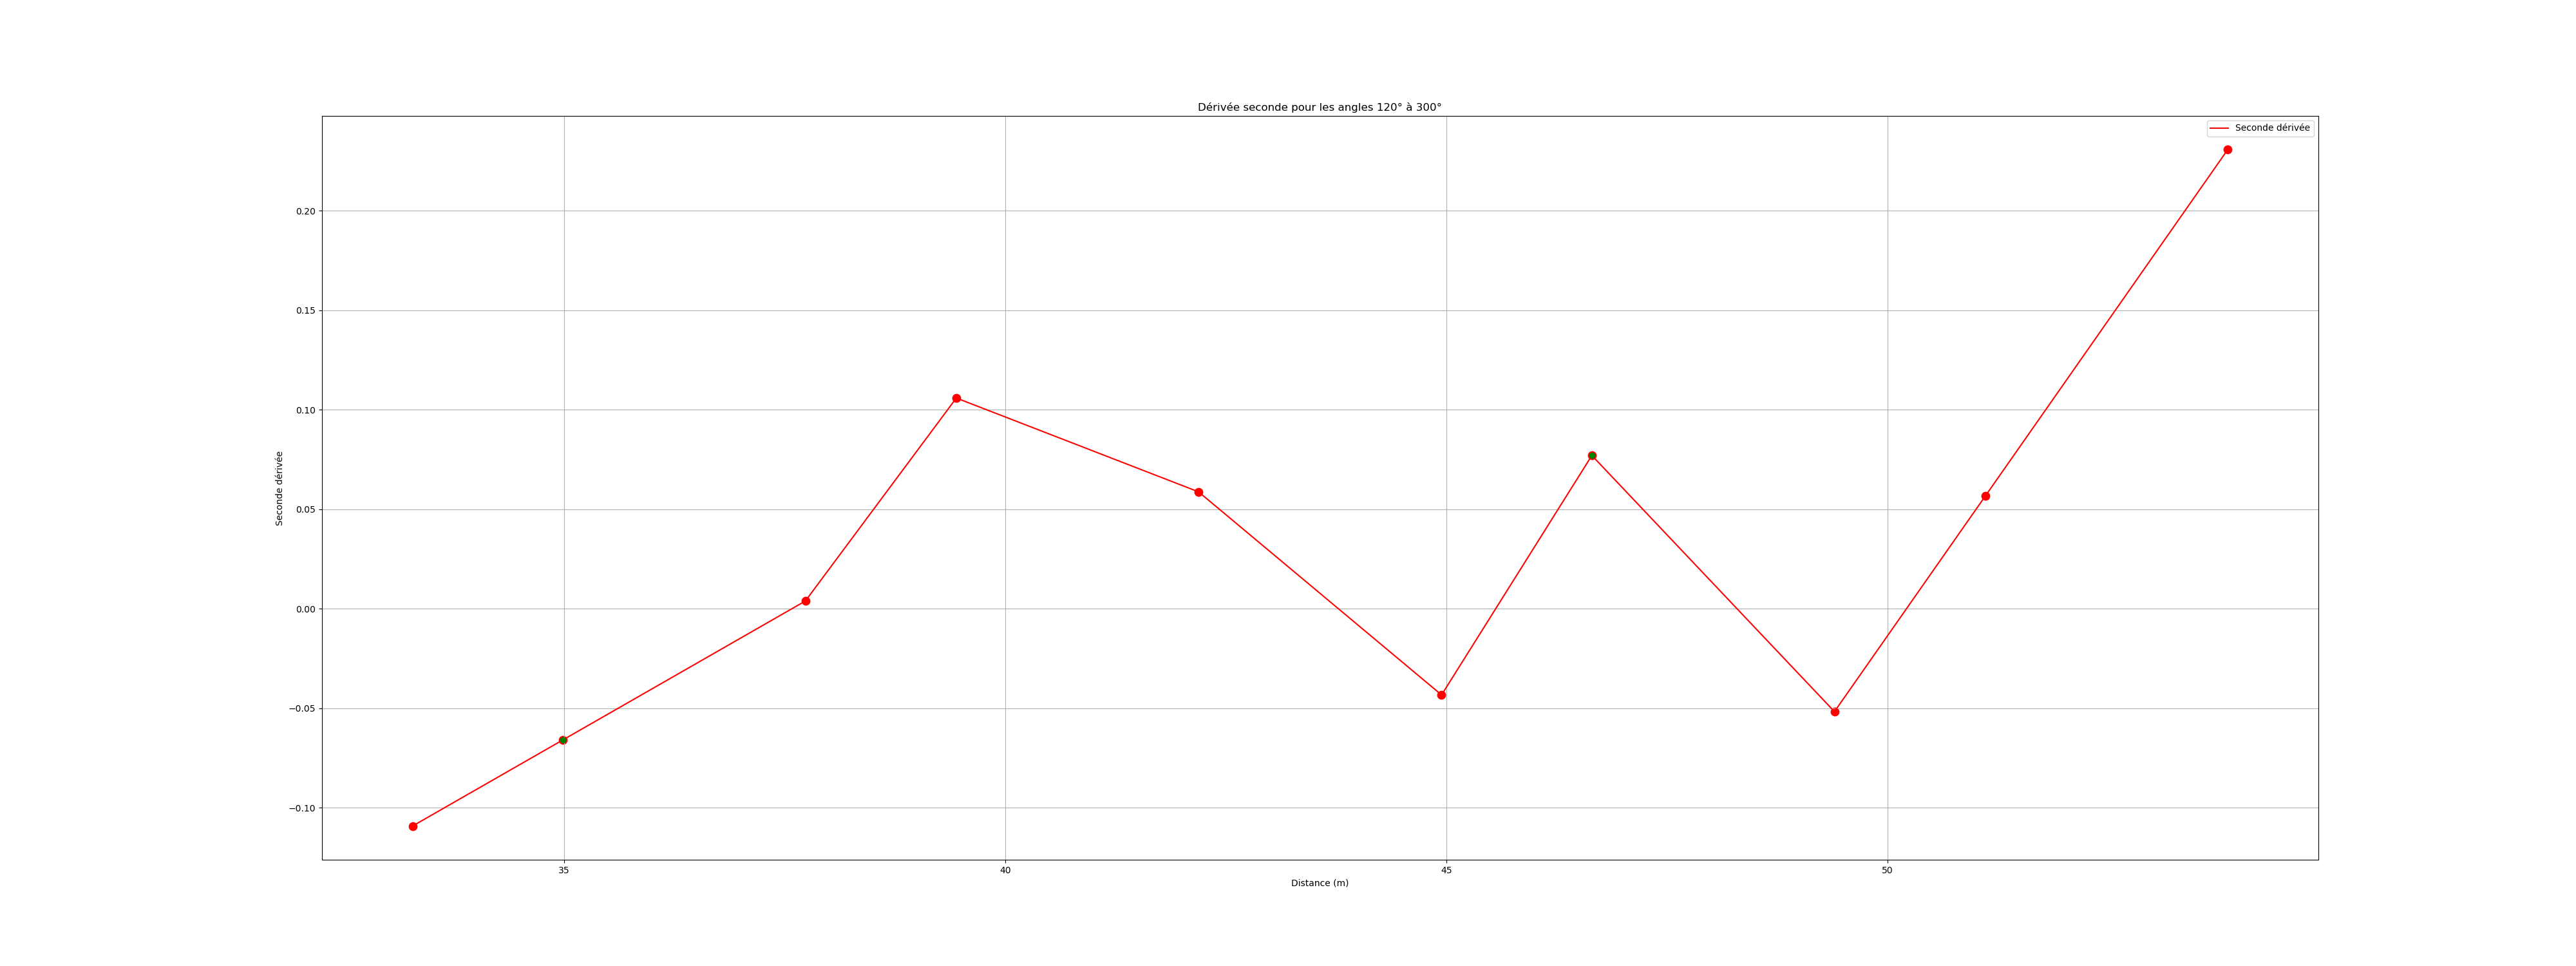 Dérivée seconde pour les angles 120° à 300°
Seconde dérivée
0.20
0.15
0.10
0.05
0.00
−0.05
−0.10
Seconde dérivée
35
40
45
50
Distance (m)